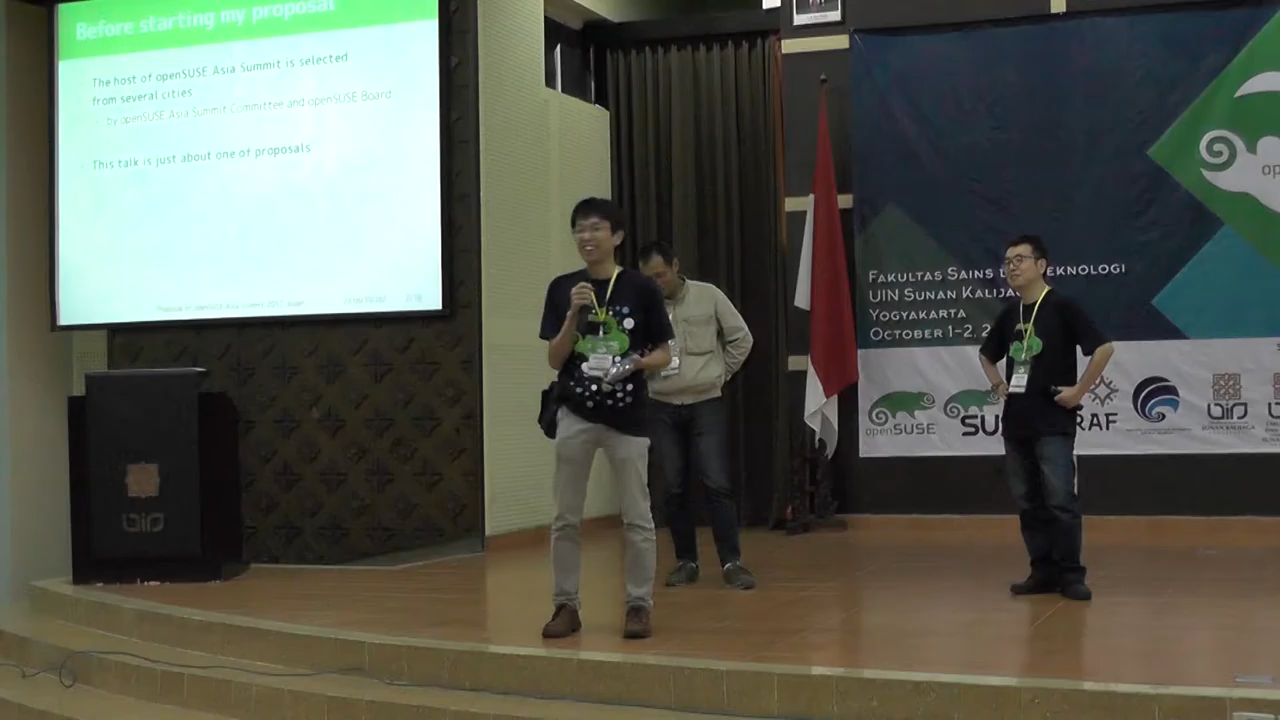 Before starting my proposal
The host of openSUSE.Asia Summit is selected
from several cities
by openSUSE.Asia Summit Committee and openSUSE Board
This talk is just about one of proposals
Fakultas Sains Teknologi
UIN Sunan
Yogyakarta
October 1-2, 2
openSUSE
SU
RAF
UIN
UIN